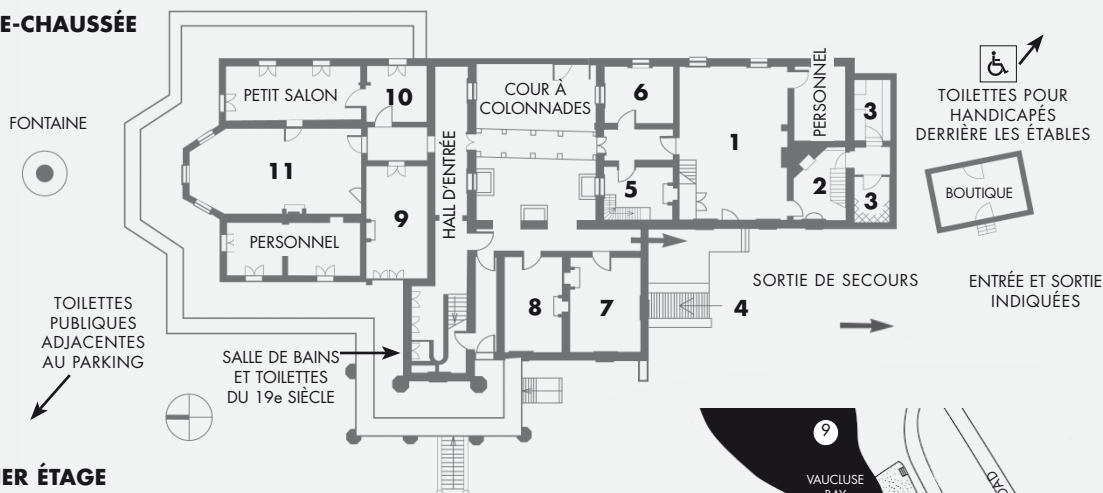 E-CHAUSSÉE
FONTAINE
PETIT SALON
10
11
9
PERSONNEL
HALL D'ENTRÉE
COUR À
COLONNADES
6
5
1
PERSONNEL
2
3
3
8
7
4
TOILETTES POUR
HANDICAPÉS
DERRIÈRE LES ÉTABLES
BOUTIQUE
SORTIE DE SECOURS
ENTRÉE ET SORTIE
INDIQUÉES
TOILETTES
PUBLIQUES
ADJACENTES
AU PARKING
SALLE DE BAINS
ET TOILETTES
DU 19e SIÈCLE
ER ÉTAGE
9
VAUCLUSE
BAY
OAD